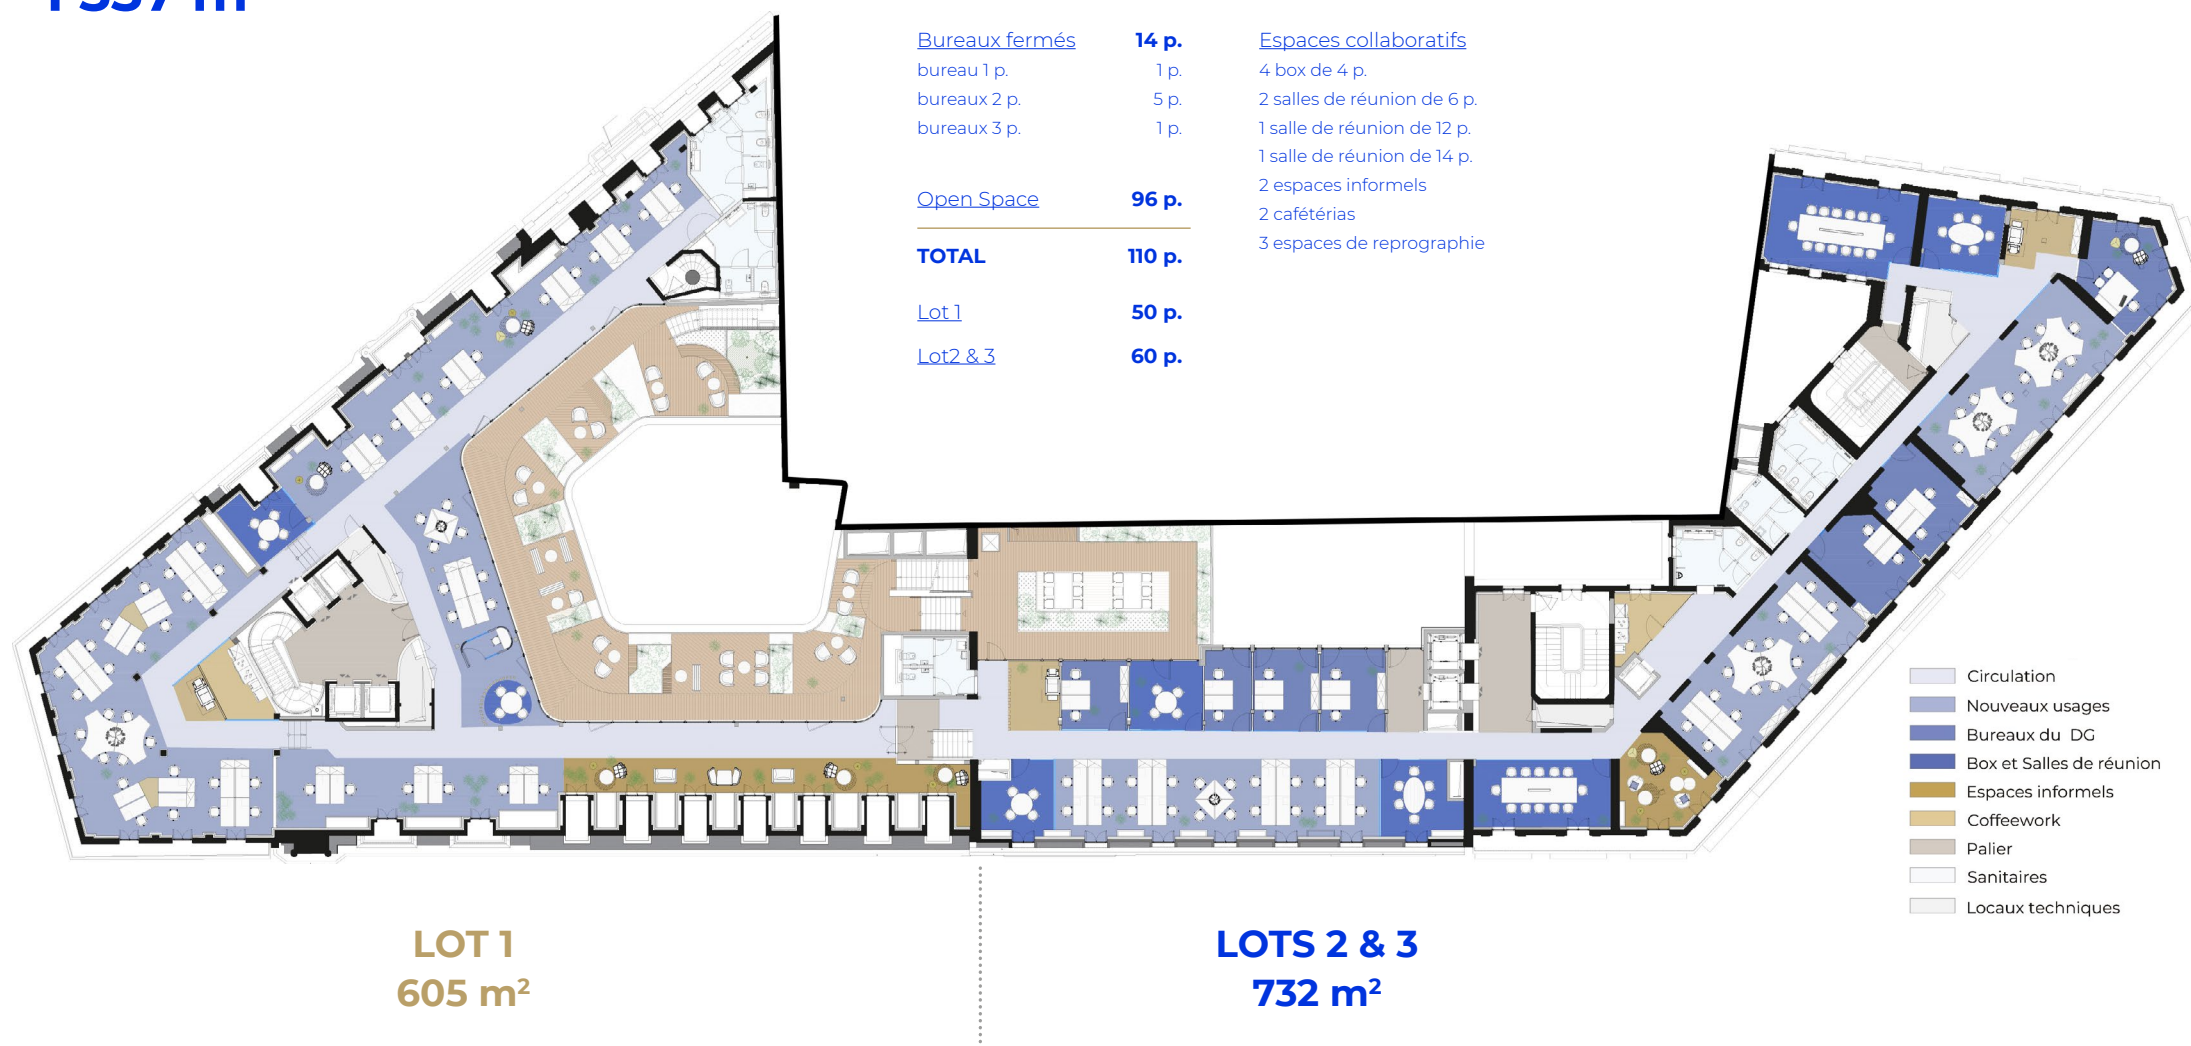 Bureaux fermés 14 p.
bureau 1 p. 1 p.
bureaux 2 p. 5 p.
bureaux 3 p. 1 p.
Open Space 96 p.
TOTAL 110 p.
Lot 1 50 p.
Lot2 & 3 60 p.
Espaces collaboratifs
4 box de 4 p.
2 salles de réunion de 6 p.
1 salle de réunion de 12 p.
1 salle de réunion de 14 p.
2 espaces informels
2 cafétérias
3 espaces de reprographie
Circulation
Nouveaux usages
Bureaux du DG
Box et Salles de réunion
Espaces informels
Coffeework
Palier
Sanitaires
Locaux techniques
LOT 1
605 m²
LOTS 2 & 3
732 m²